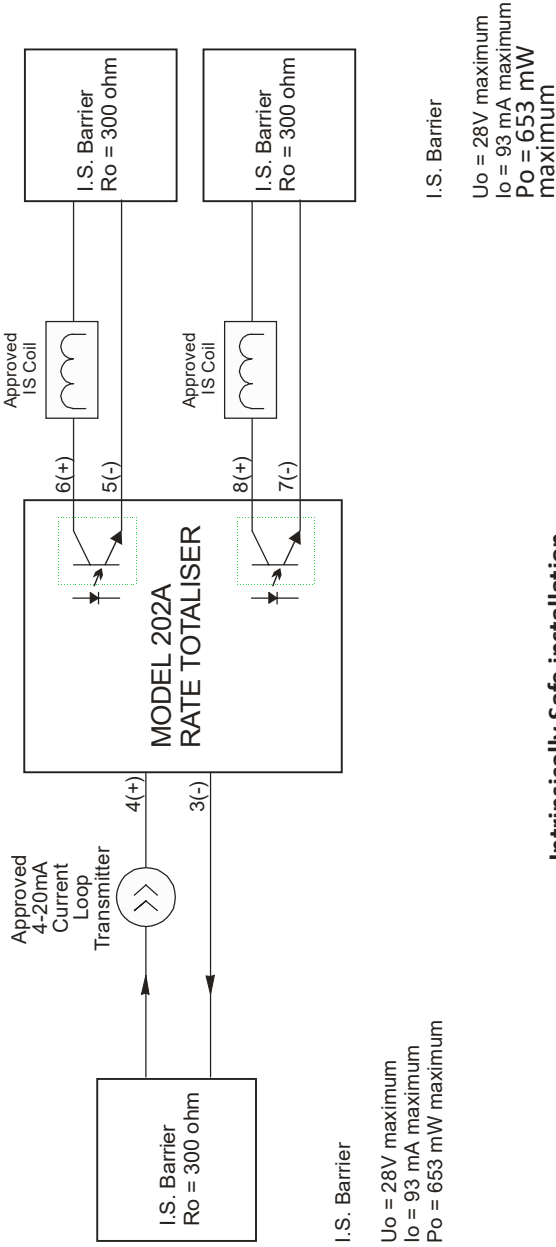 Approved
4-20mA
Current
Loop
Transmitter
I.S. Barrier
Ro = 300 ohm
4(+)
3(-)
MODEL 202A
RATE TOTALISER
6(+)
5(-)
8(+)
7(-)
Approved
IS Coil
Approved
IS Coil
I.S. Barrier
Ro = 300 ohm
I.S. Barrier
Ro = 300 ohm
I.S. Barrier
Uo = 28V maximum
Io = 93 mA maximum
Po = 653 mW maximum
I.S. Barrier
Uo = 28V maximum
Io = 93 mA maximum
Po = 653 mW
maximum
Intrinsically Safe installation